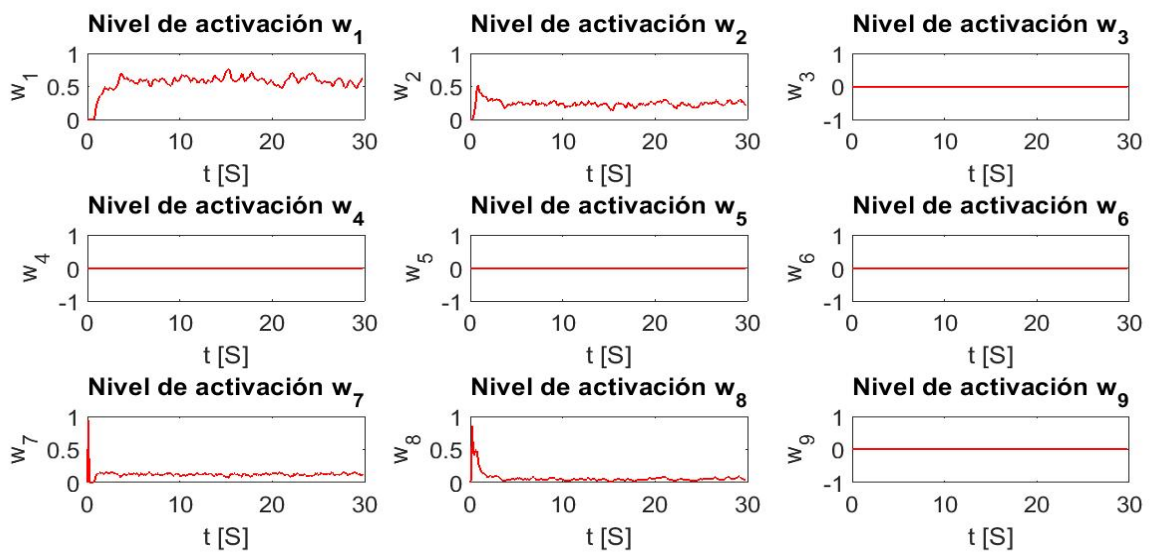 Nivel de activación w1 Nivel de activación w2 Nivel de activación w3
1 1 1
w1 0.5 w2 0.5 w3 0
0 0 -1
0 10 20 30 0 10 20 30 0 10 20 30
t [S] t [S] t [S]
Nivel de activación w4 Nivel de activación w5 Nivel de activación w6
1 1 1
w4 0 w5 0 w6 0
-1 -1 -1
0 10 20 30 0 10 20 30 0 10 20 30
t [S] t [S] t [S]
Nivel de activación w7 Nivel de activación w8 Nivel de activación w9
1 1 1
w7 0.5 w8 0.5 w9 0
0 0 -1
0 10 20 30 0 10 20 30 0 10 20 30
t [S] t [S] t [S]